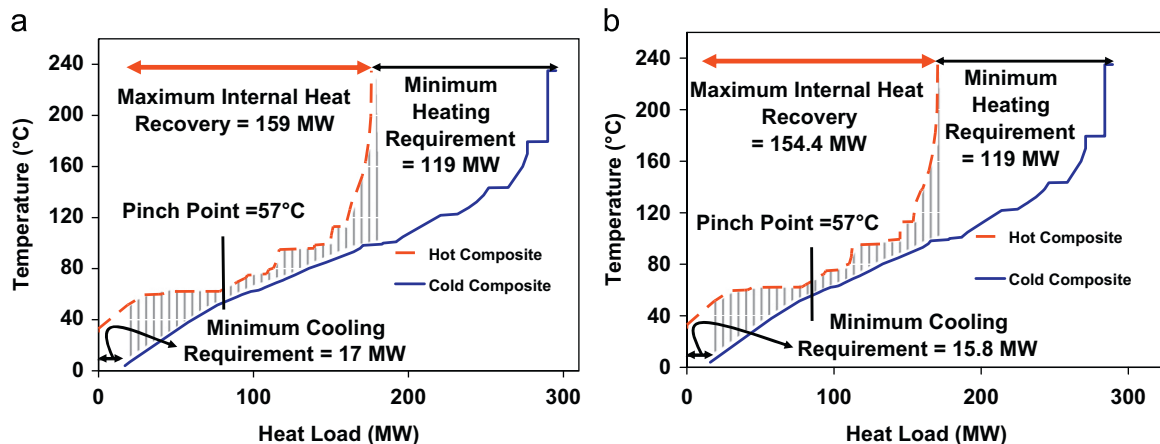 a
240
200
160
120
80
40
0
Temperature (°C)
Maximum Internal Heat
Recovery = 159 MW
Minimum
Heating
Requirement
= 119 MW
Pinch Point =57°C
Hot Composite
Cold Composite
Minimum Cooling
Requirement = 17 MW
0
100
200
300
Heat Load (MW)
b
240
200
160
120
80
40
0
Temperature (°C)
Maximum Internal Heat
Recovery
= 154.4 MW
Minimum
Heating
Requirement
= 119 MW
Pinch Point =57°C
Hot Composite
Cold Composite
Minimum Cooling
Requirement = 15.8 MW
0
100
200
300
Heat Load (MW)